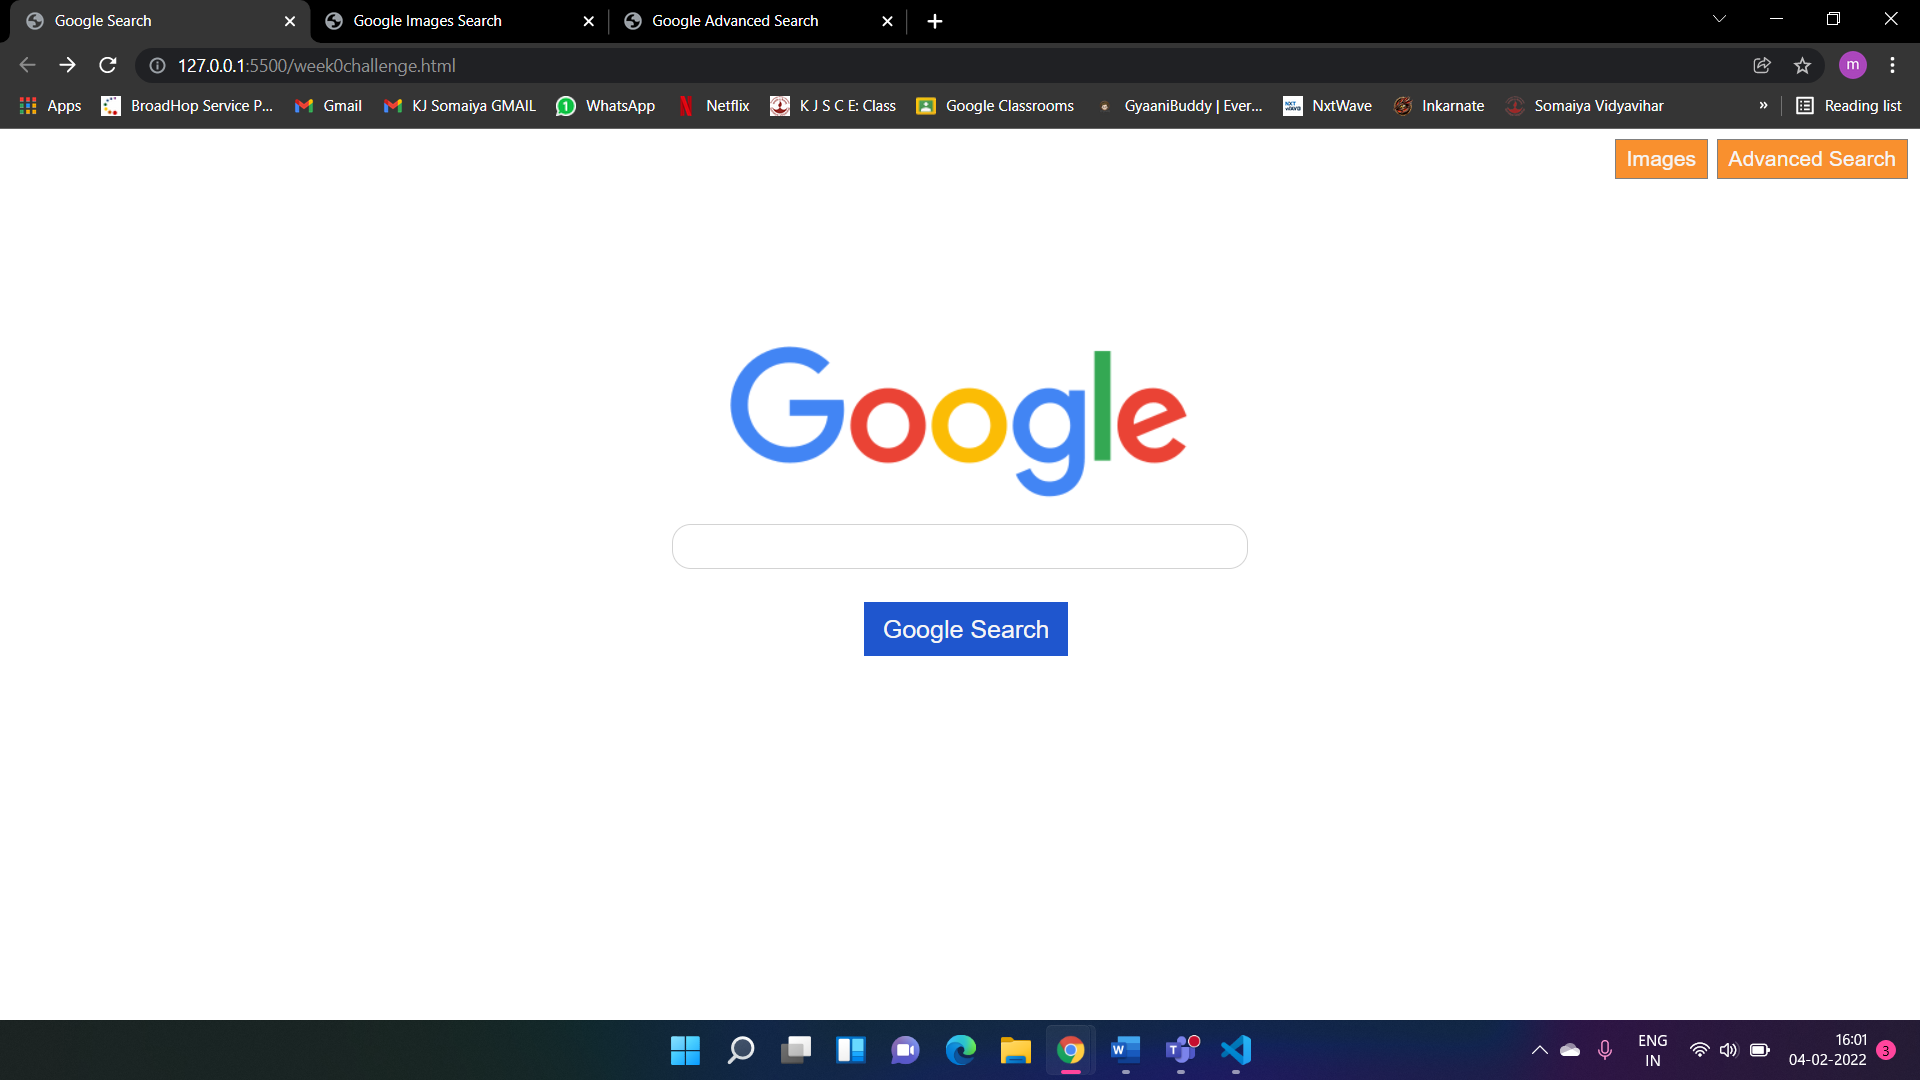 Google Search
Google Images Search
Google Advanced Search
127.0.0.1:5500/week0challenge.html
m
Apps
BroadHop Service P...
Gmail
KJ Somaiya GMAIL
1
WhatsApp
Netflix
K J S C E: Class
Google Classrooms
GyaaniBuddy | Ever...
NxtWave
Inkarnate
Somaiya Vidyavihar
»
Reading list
Images
Advanced Search
Google
Google Search
W
T
ENG
IN
16:01
04-02-2022
3